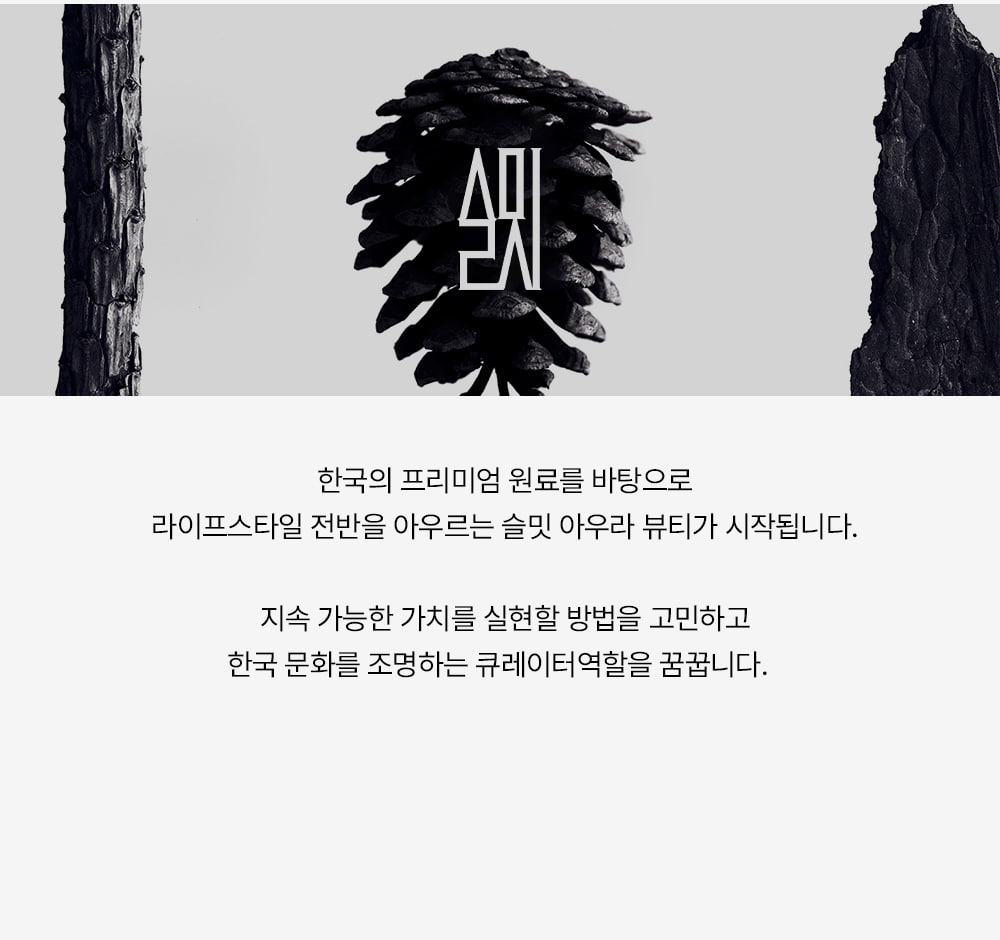 슬밋
한국의 프리미엄 원료를 바탕으로
라이프스타일 전반을 아우르는 슬밋 아우라 뷰티가 시작됩니다.
지속 가능한 가치를 실현할 방법을 고민하고
한국 문화를 조명하는 큐레이터역할을 꿈꿉니다.